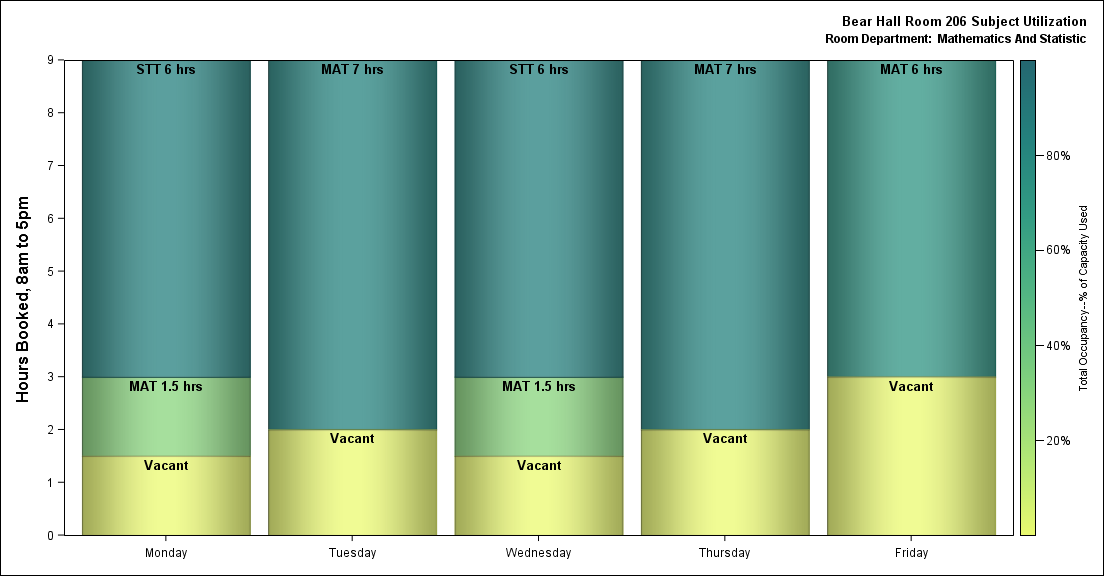 Bear Hall Room 206 Subject Utilization
Room Department: Mathematics And Statistic
Hours Booked, 8am to 5pm
9
8
7
6
5
4
3
2
1
0
STT 6 hrs
MAT 1.5 hrs
Vacant
MAT 7 hrs
Vacant
STT 6 hrs
MAT 1.5 hrs
Vacant
MAT 7 hrs
Vacant
MAT 6 hrs
Vacant
Monday
Tuesday
Wednesday
Thursday
Friday
80%
60%
40%
20%
Total Occupancy--% of Capacity Used